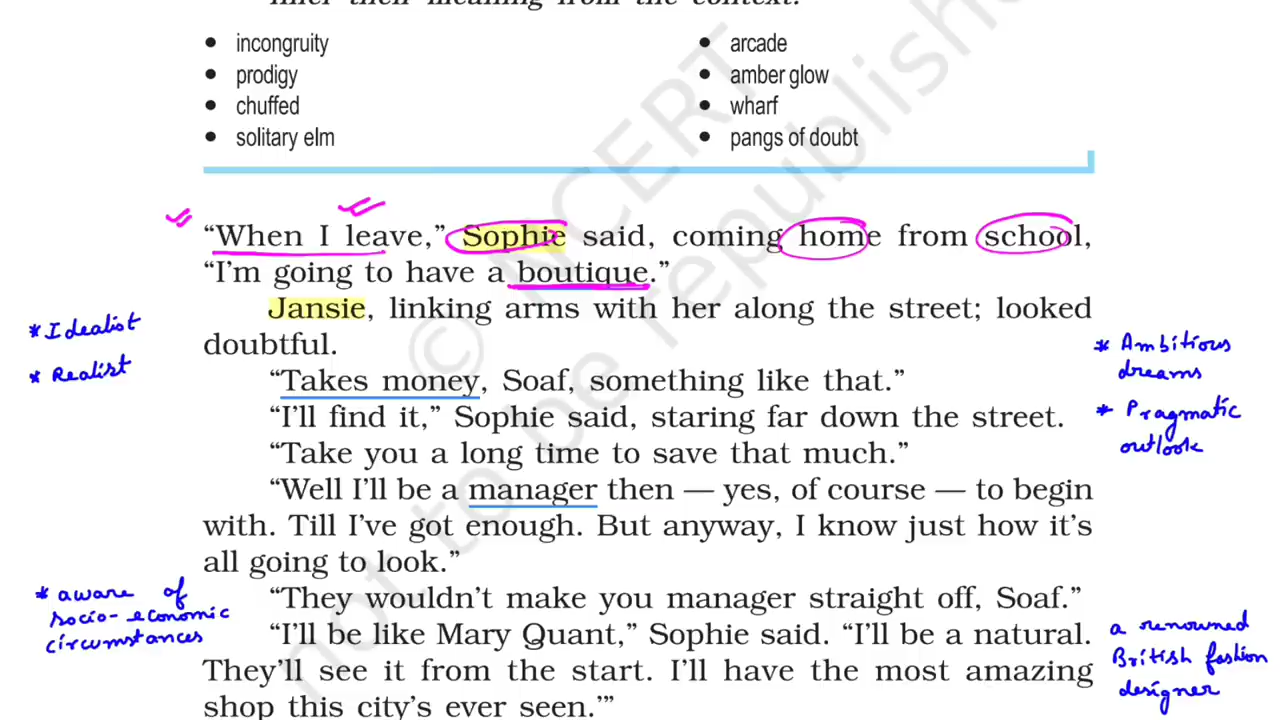 infer their meaning from the context.
• incongruity
• prodigy
• chuffed
• solitary elm
• arcade
• amber glow
• wharf
• pangs of doubt
© NCERT
not to be republished
“When I leave,” Sophie said, coming home from school,
“I’m going to have a boutique.”
Jansie, linking arms with her along the street; looked
doubtful.
“Takes money, Soaf, something like that.”
“I’ll find it,” Sophie said, staring far down the street.
“Take you a long time to save that much.”
“Well I’ll be a manager then — yes, of course — to begin
with. Till I’ve got enough. But anyway, I know just how it’s
all going to look.”
“They wouldn’t make you manager straight off, Soaf.”
“I’ll be like Mary Quant,” Sophie said. “I’ll be a natural.
They’ll see it from the start. I’ll have the most amazing
shop this city’s ever seen.’”
* Idealist
* Realist
* aware of
socio-economic
circumstances
* Ambitious
dreams
* Pragmatic
outlook
a renowned
British fashion
designer